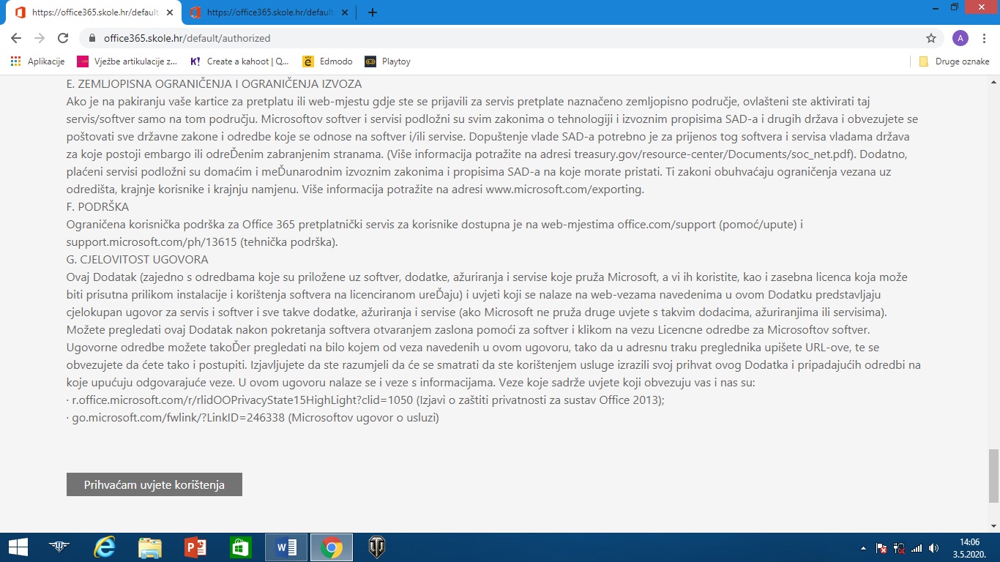 https://office365.skole.hr/default
https://office365.skole.hr/default
office365.skole.hr/default/authorized
A
Aplikacije
Vježbe artikulacije z...
Create a kahoot | Q...
Edmodo
Playtoy
Druge oznake
E. ZEMLJOPISNA OGRANIČENJA I OGRANIČENJA IZVOZA
Ako je na pakiranju vaše kartice za pretplatu ili web-mjestu gdje ste se prijavili za servis pretplate naznačeno zemljopisno područje, ovlašteni ste aktivirati taj
servis/softver samo na tom području. Microsoftov softver i servisi podložni su svim zakonima o tehnologiji i izvoznim propisima SAD-a i drugih država i obvezujete se
poštovati sve državne zakone i odredbe koje se odnose na softver i/ili servise. Dopuštenje vlade SAD-a potrebno je za prijenos tog softvera i servisa vladama država
za koje postoji embargo ili odreĎenim zabranjenim stranama. (Više informacija potražite na adresi treasury.gov/resource-center/Documents/soc_net.pdf). Dodatno,
plaćeni servisi podložni su domaćim i meĎunarodnim izvoznim zakonima i propisima SAD-a na koje morate pristati. Ti zakoni obuhvaćaju ograničenja vezana uz
odredišta, krajnje korisnike i krajnju namjenu. Više informacija potražite na adresi www.microsoft.com/exporting.
F. PODRŠKA
Ograničena korisnička podrška za Office 365 pretplatnički servis za korisnike dostupna je na web-mjestima office.com/support (pomoć/upute) i
support.microsoft.com/ph/13615 (tehnička podrška).
G. CJELOVITOST UGOVORA
Ovaj Dodatak (zajedno s odredbama koje su priložene uz softver, dodatke, ažuriranja i servise koje pruža Microsoft, a vi ih koristite, kao i zasebna licenca koja može
biti prisutna prilikom instalacije i korištenja softvera na licenciranom ureĎaju) i uvjeti koji se nalaze na web-vezama navedenima u ovom Dodatku predstavljaju
cjelokupan ugovor za servis i softver i sve takve dodatke, ažuriranja i servise (ako Microsoft ne pruža druge uvjete s takvim dodacima, ažuriranjima ili servisima).
Možete pregledati ovaj Dodatak nakon pokretanja softvera otvaranjem zaslona pomoći za softver i klikom na vezu Licencne odredbe za Microsoftov softver.
Ugovorne odredbe možete takoĎer pregledati na bilo kojem od veza navedenih u ovom ugovoru, tako da u adresnu traku preglednika upišete URL-ove, te se
obvezujete da ćete tako i postupiti. Izjavljujete da ste razumjeli da će se smatrati da ste korištenjem usluge izrazili svoj prihvat ovog Dodatka i pripadajućih odredbi na
koje upućuju odgovarajuće veze. U ovom ugovoru nalaze se i veze s informacijama. Veze koje sadrže uvjete koji obvezuju vas i nas su:
· r.office.microsoft.com/r/rlidOOPrivacyState15HighLight?clid=1050 (Izjavi o zaštiti privatnosti za sustav Office 2013);
· go.microsoft.com/fwlink/?LinkID=246338 (Microsoftov ugovor o usluzi)
Prihvaćam uvjete korištenja
14:06
3.5.2020.